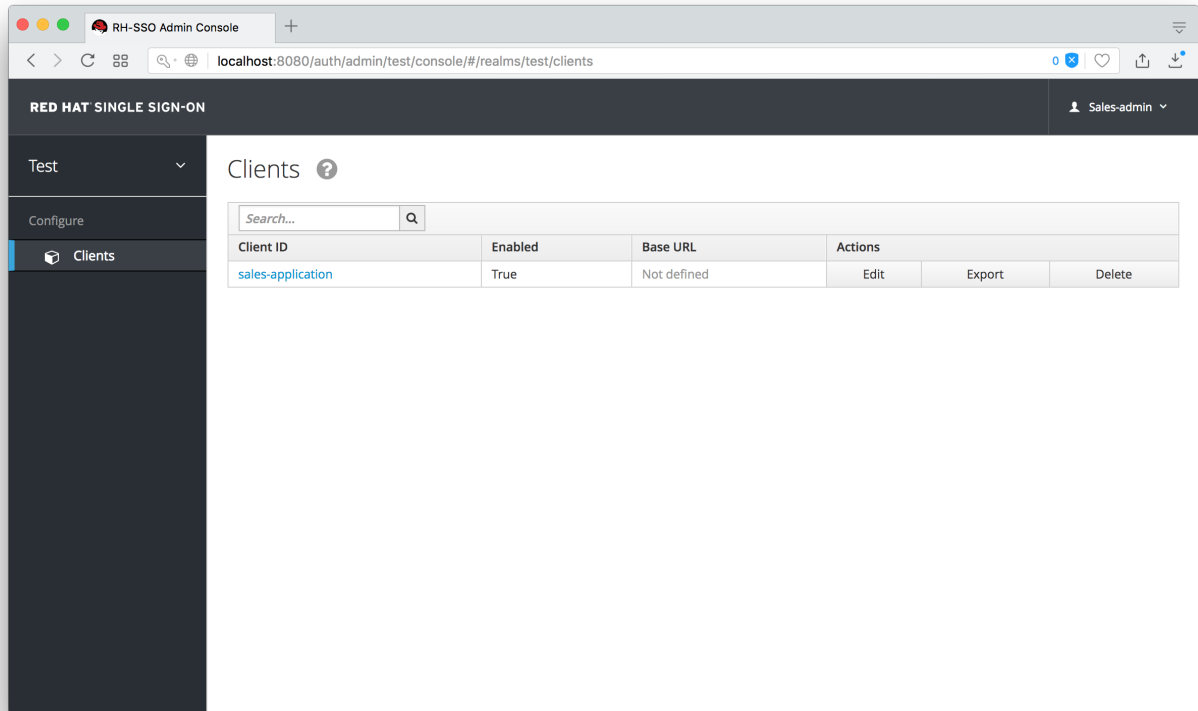 RH-SSO Admin Console
localhost:8080/auth/admin/test/console/#/realms/test/clients
0
RED HAT SINGLE SIGN-ON
Sales-admin
Test
Clients
Configure
Clients
Search...
Client ID Enabled Base URL Actions
sales-application True Not defined Edit Export Delete